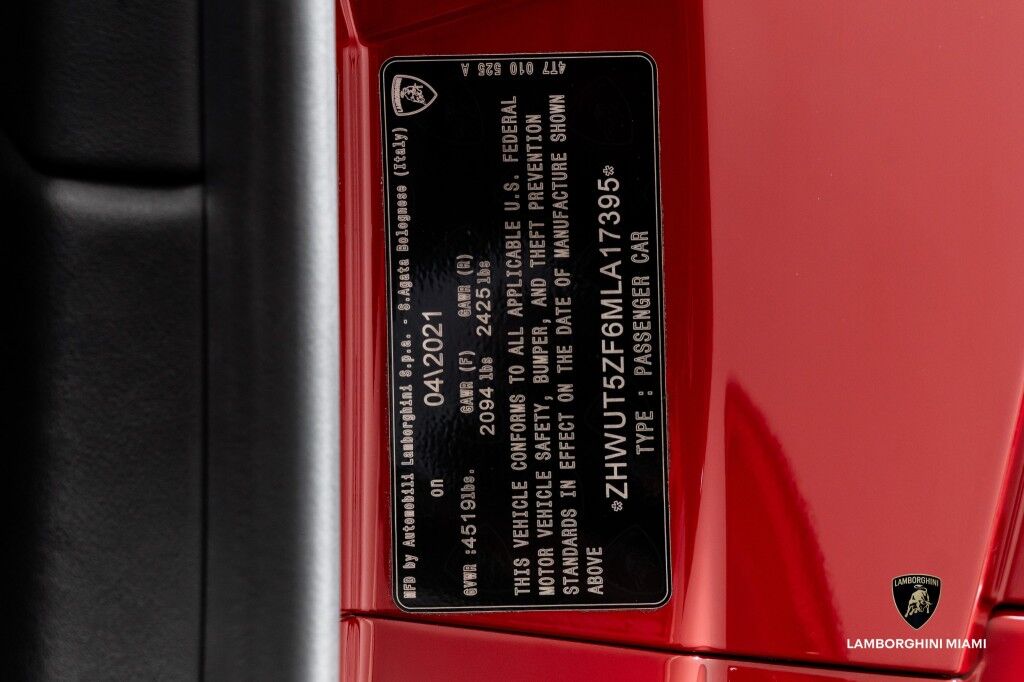 4T7 010 525 A
MFD by Automobili Lamborghini S.p.a. - S.Agata Bolognese (Italy)
on 04\2021
GVWR :4519lbs. GAWR (F) GAWR (R)
2094 lbs 2425 lbs
THIS VEHICLE CONFORMS TO ALL APPLICABLE U.S. FEDERAL
MOTOR VEHICLE SAFETY, BUMPER, AND THEFT PREVENTION
STANDARDS IN EFFECT ON THE DATE OF MANUFACTURE SHOWN
ABOVE
*ZHWUT5ZF6MLA17395*
TYPE : PASSENGER CAR
LAMBORGHINI
LAMBORGHINI MIAMI